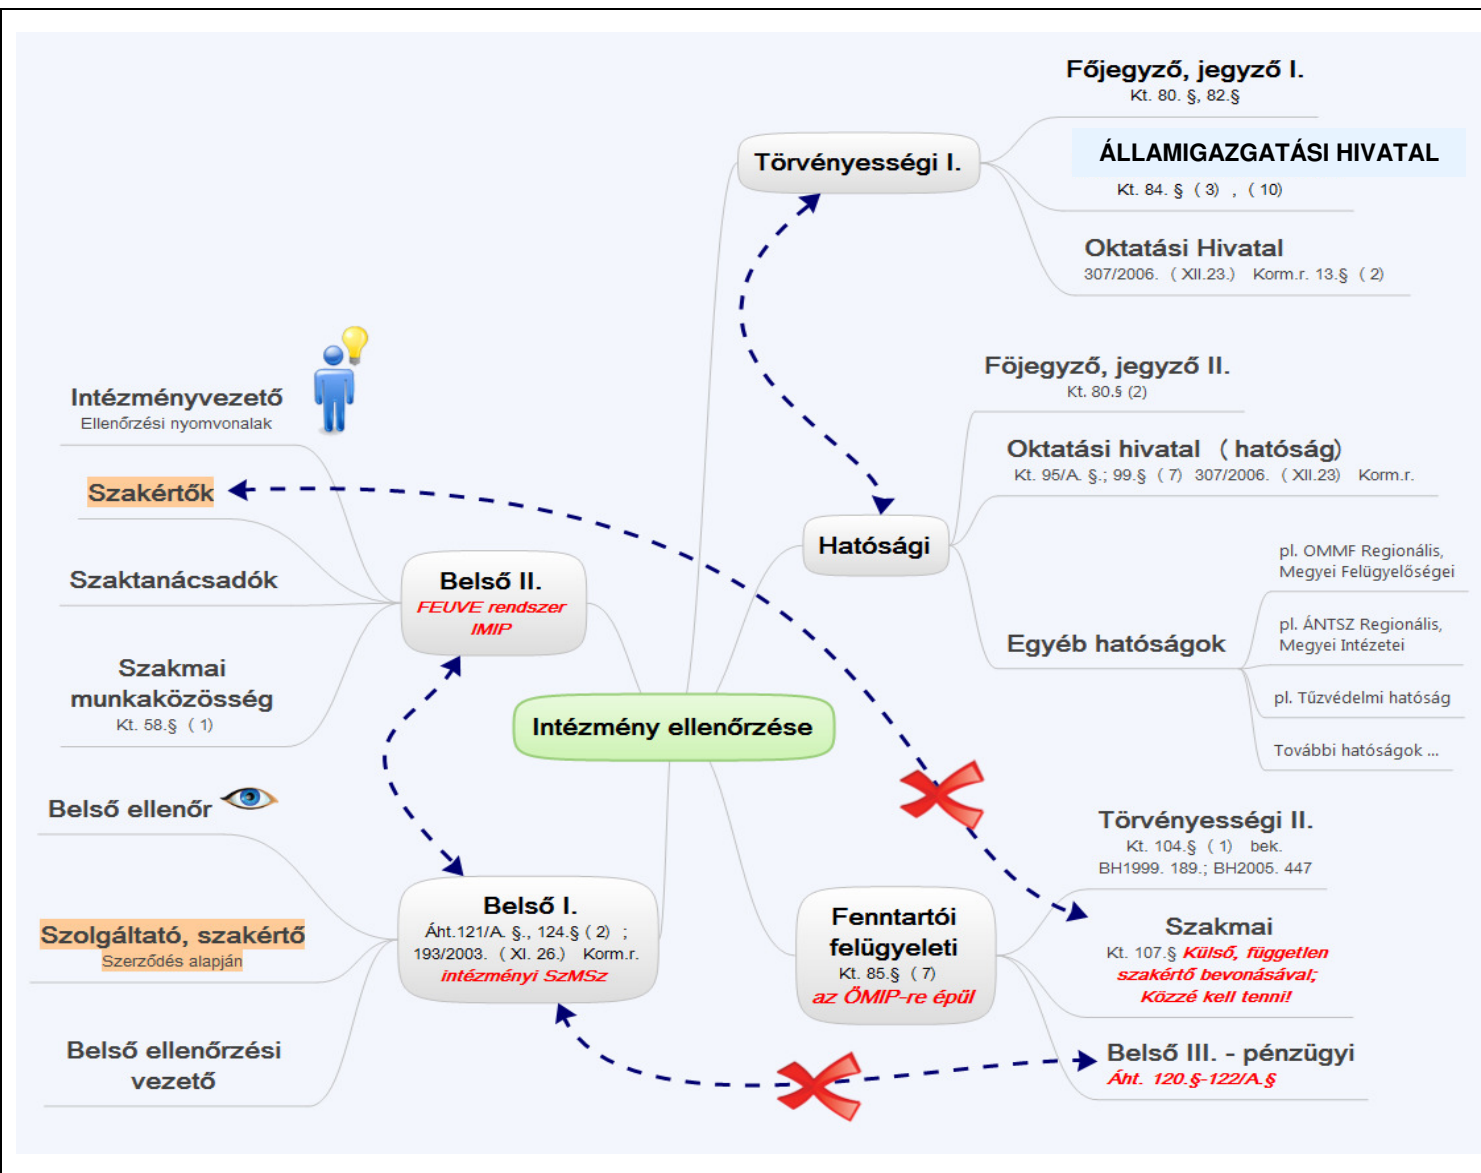 Főjegyző, jegyző I.
Kt. 80. §, 82.§
ÁLLAMIGAZGATÁSI HIVATAL
Kt. 84. § ( 3) , ( 10)
Törvényességi I.
Oktatási Hivatal
307/2006. ( XII.23.) Korm.r. 13.§ ( 2)
Föjegyző, jegyző II.
Kt. 80.§ (2)
Oktatási hivatal ( hatóság)
Kt. 95/A. §.; 99.§ ( 7) 307/2006. ( XII.23) Korm.r.
Hatósági
Egyéb hatóságok
pl. OMMF Regionális,
Megyei Felügyelőségei
pl. ÁNTSZ Regionális,
Megyei Intézetei
pl. Tűzvédelmi hatóság
További hatóságok ...
Intézményvezető
Ellenőrzési nyomvonalak
Szakértők
Szaktanácsadók
Szakmai
munkaközösség
Kt. 58.§ ( 1)
Belső II.
FEUVE rendszer
IMIP
Intézmény ellenőrzése
Belső ellenőr
Szolgáltató, szakértő
Szerződés alapján
Belső ellenőrzési
vezető
Belső I.
Áht.121/A. §., 124.§ ( 2) ;
193/2003. ( XI. 26.) Korm.r.
intézményi SzMSz
Fenntartói
felügyeleti
Kt. 85.§ ( 7)
az ÖMIP-re épül
Törvényességi II.
Kt. 104.§ ( 1) bek.
BH1999. 189.; BH2005. 447
Szakmai
Kt. 107.§ Külső, független
szakértő bevonásával;
Közzé kell tenni!
Belső III. - pénzügyi
Áht. 120.§-122/A.§